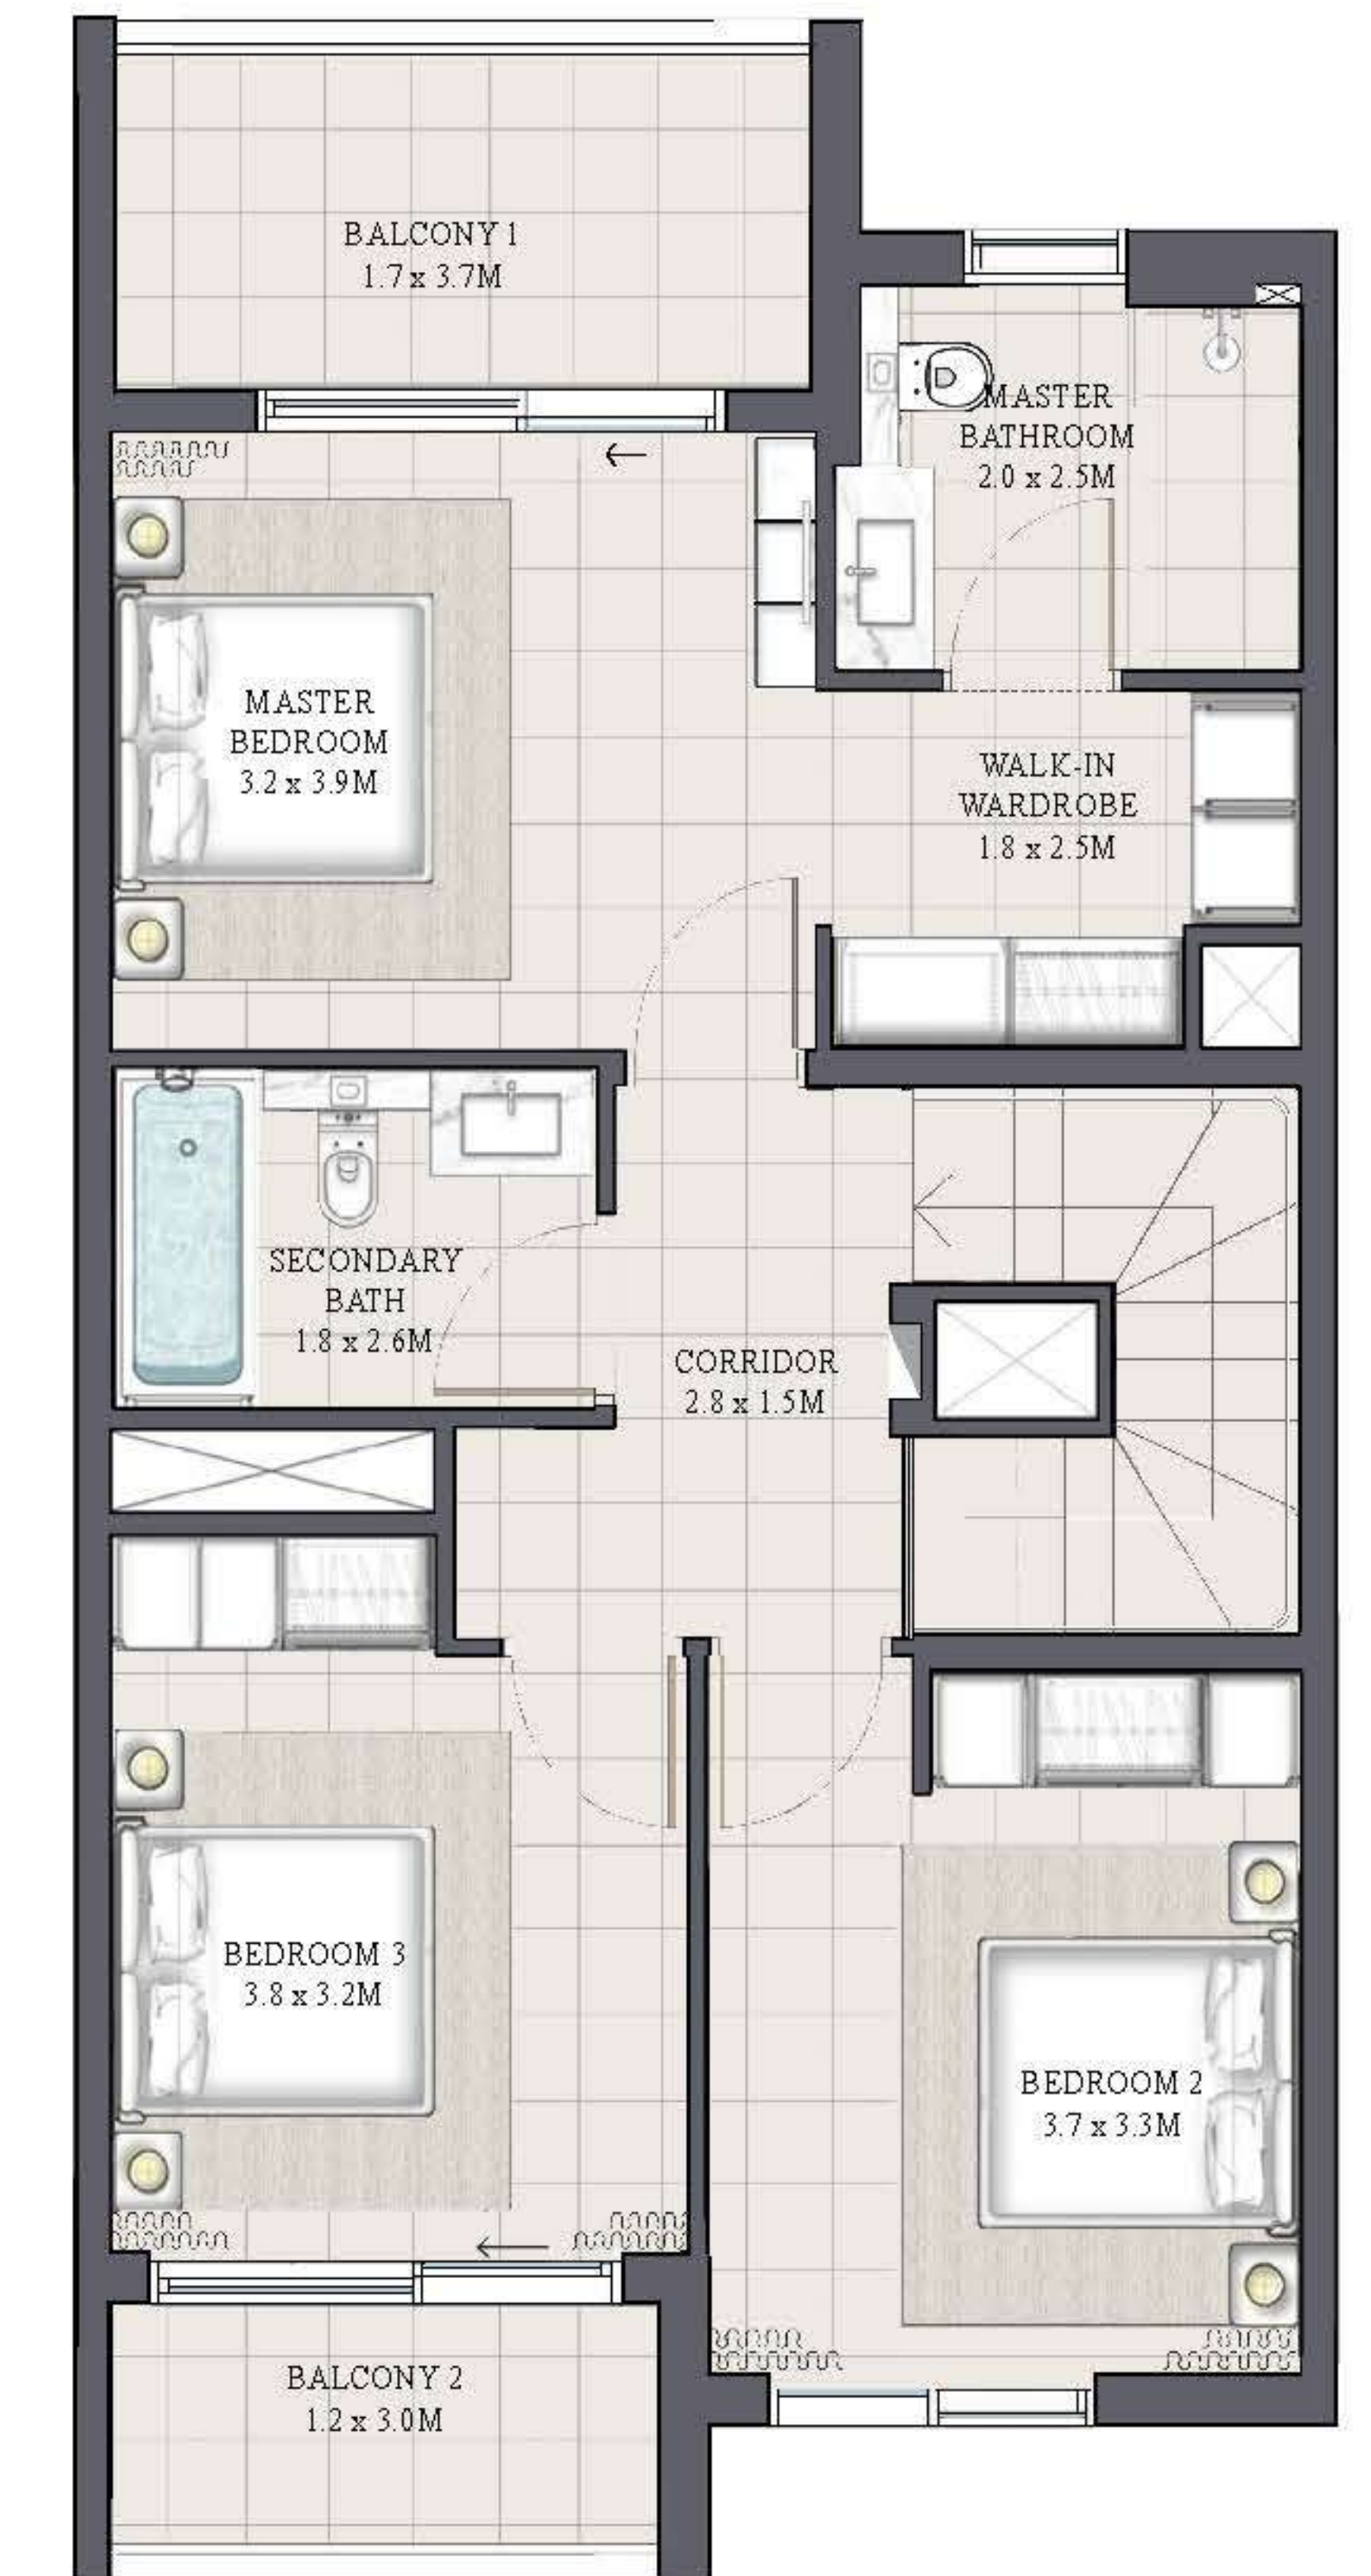 BALCONY 1
1.7 x 3.7M
MASTER
BATHROOM
2.0 x 2.5M
MASTER
BEDROOM
3.2 x 3.9M
WALK-IN
WARDROBE
1.8 x 2.5M
SECONDARY
BATH
1.8 x 2.6M
CORRIDOR
2.8 x 1.5M
BEDROOM 3
3.8 x 3.2M
BEDROOM 2
3.7 x 3.3M
BALCONY 2
1.2 x 3.0M